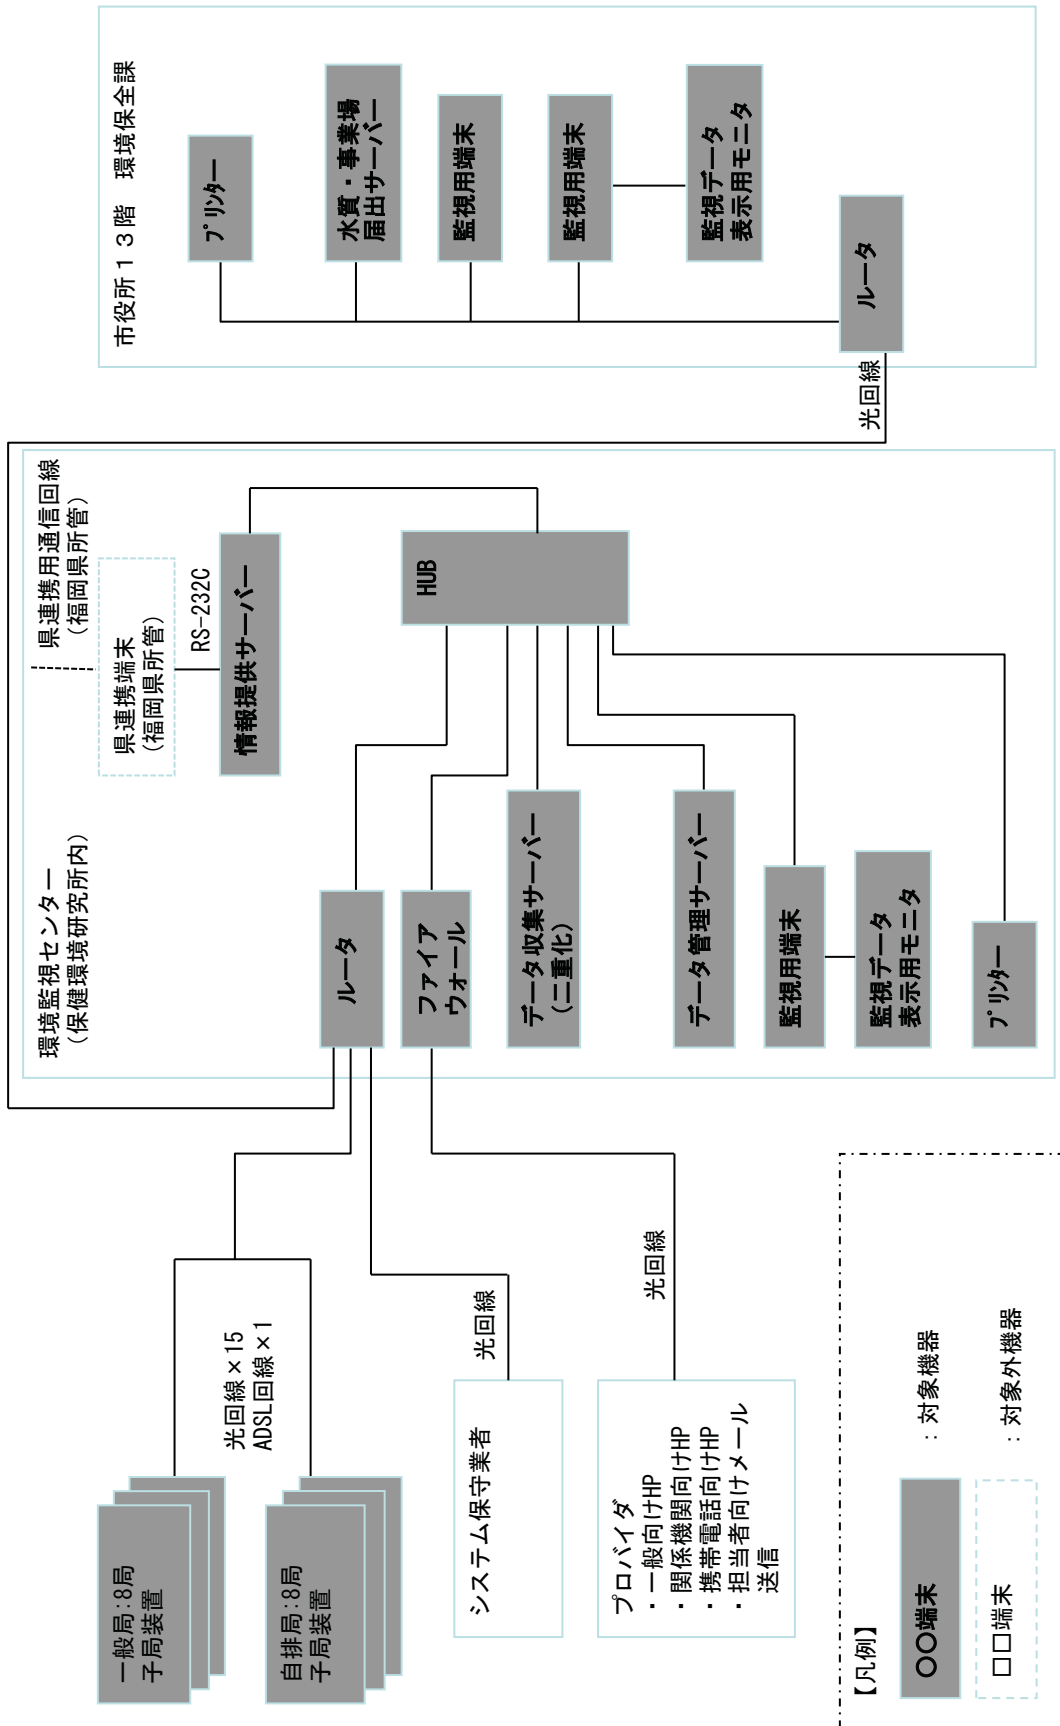 一般局:8局
子局装置
自排局:8局
子局装置
光回線×15
ADSL回線×1
システム保守業者
光回線
プロバイダ
・一般向けHP
・関係機関向けHP
・携帯電話向けHP
・担当者向けメール
送信
光回線
【凡例】
〇〇端末
：対象機器
□□端末
：対象外機器
環境監視センター
（保健環境研究所内）
県連携用通信回線
（福岡県所管）
県連携端末
（福岡県所管）
RS-232C
情報提供サーバー
HUB
ルータ
ファイア
ウォール
データ収集サーバー
（二重化）
データ管理サーバー
監視用端末
監視データ
表示用モニタ
プリンター
市役所１３階　環境保全課
プリンター
水質・事業場
届出サーバー
監視用端末
監視用端末
監視データ
表示用モニタ
ルータ
光回線